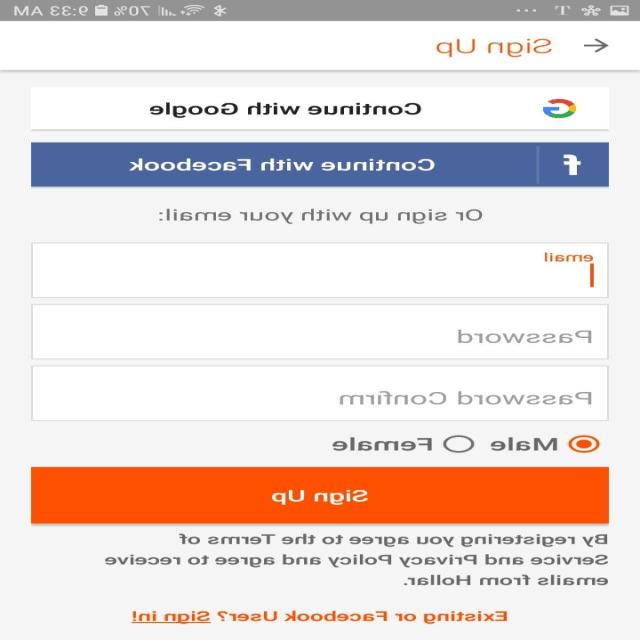 9:33 AM
70%
T ...
Sign Up
Continue with Google
f Continue with Facebook
Or sign up with your email:
email
Password
Password Confirm
Male Female
Sign Up
By registering you agree to the Terms of
Service and Privacy Policy and agree to receive
emails from Hollar.
Existing or Facebook User? Sign in!